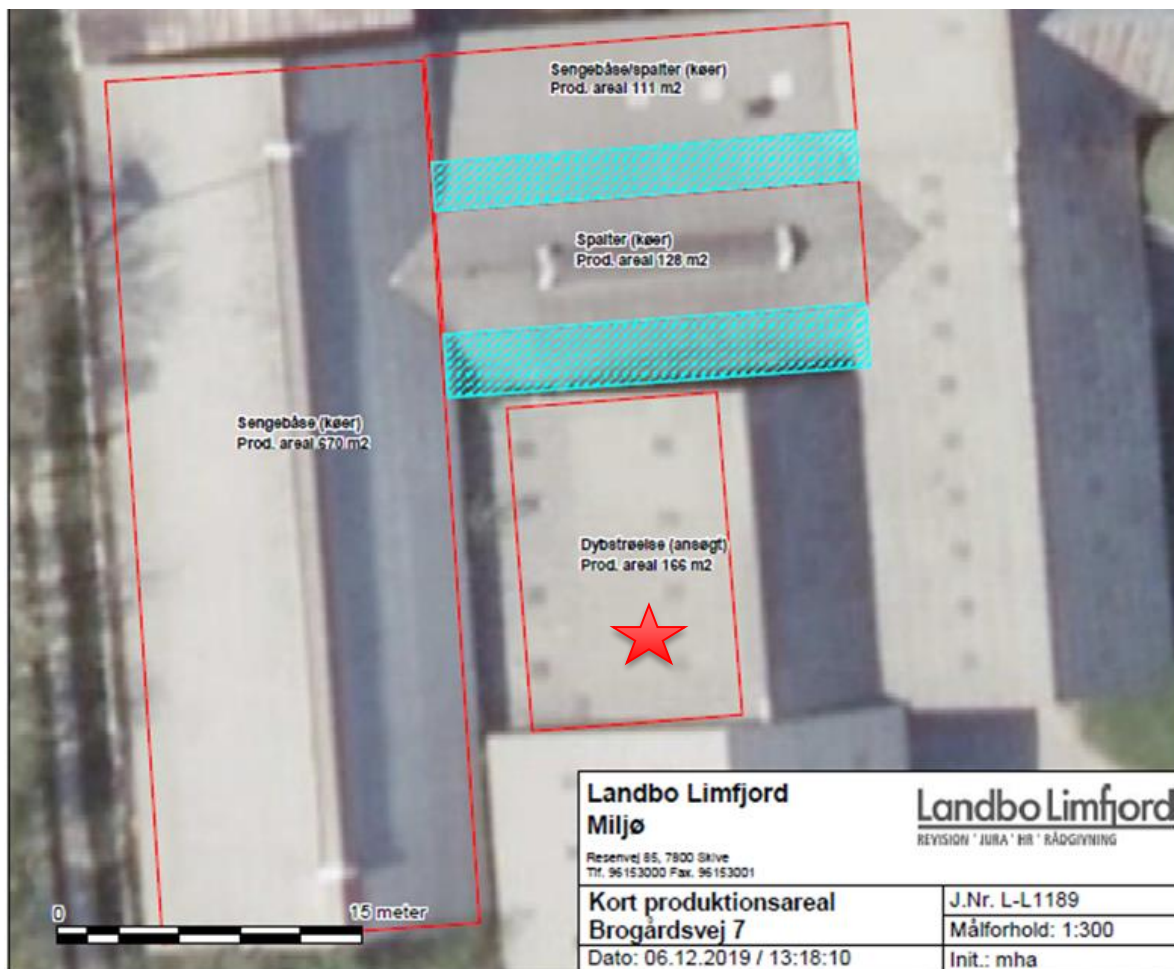 Sengebåse/spalter (køer)
Prod. areal 111 m2
Spalter (køer)
Prod. areal 128 m2
Sengebåse (køer)
Prod. areal 670 m2
Dybstrøelse (ansøgt)
Prod. areal 166 m2
0 15 meter
Landbo Limfjord
Miljø
Resenvej 85, 7800 Skive
Tlf. 96153000 Fax. 96153001
Landbo Limfjord
REVISION ' JURA ' HR ' RÅDGIVNING
Kort produktionsareal
Brogårdsvej 7
J.Nr. L-L1189
Målforhold: 1:300
Dato: 06.12.2019 / 13:18:10
Init.: mha